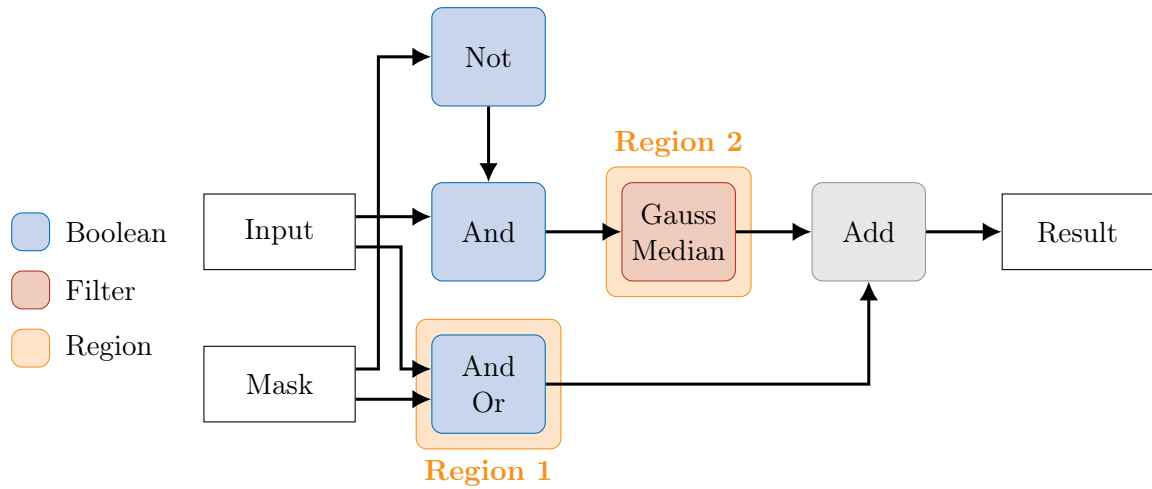 Not
Region 2
Boolean
Filter
Region
Input
And
Gauss
Median
Add
Result
Mask
And
Or
Region 1